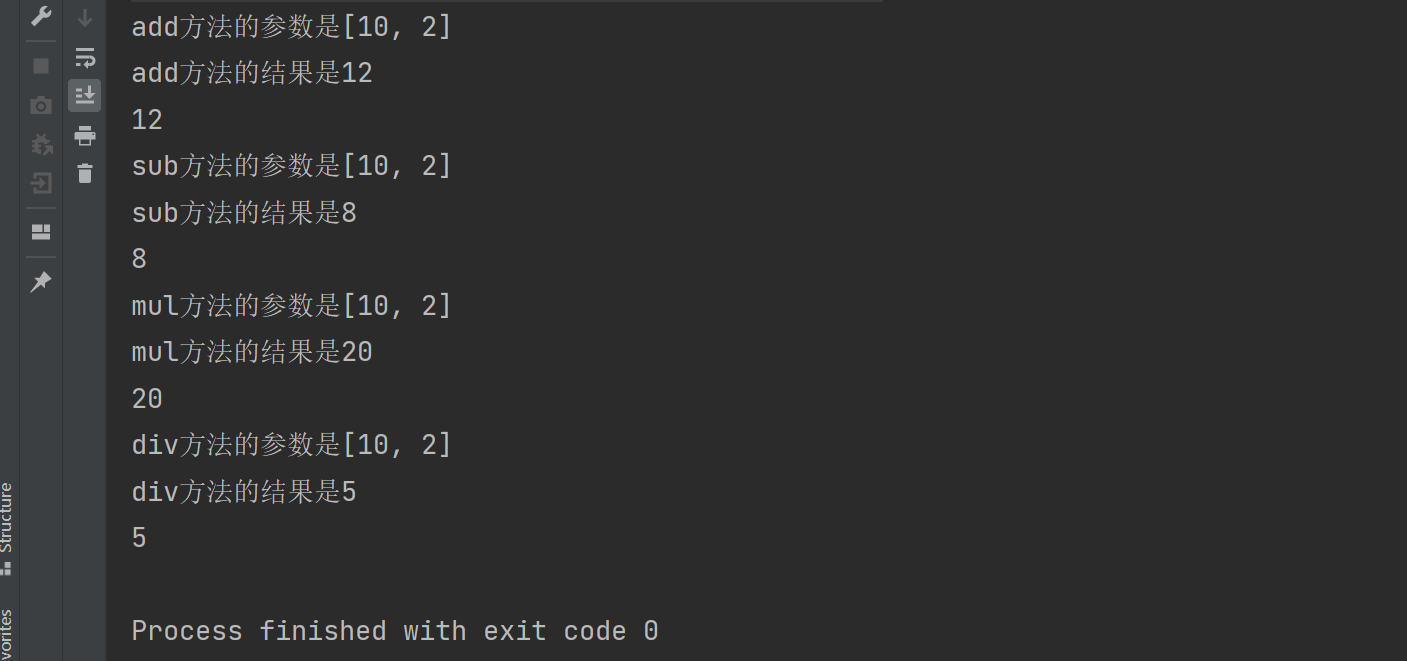 add方法的参数是[10, 2]
add方法的结果是12
12
sub方法的参数是[10, 2]
sub方法的结果是8
8
mul方法的参数是[10, 2]
mul方法的结果是20
20
div方法的参数是[10, 2]
div方法的结果是5
5
Process finished with exit code 0
Structure
vorites